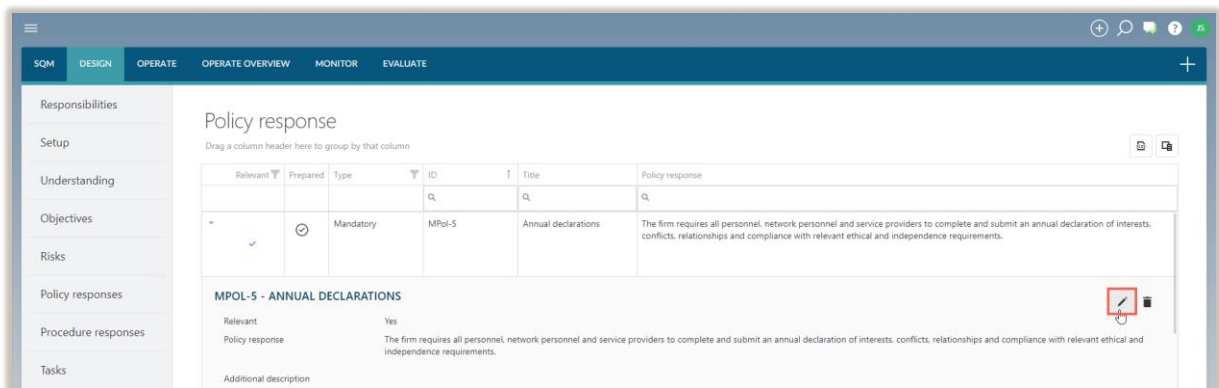 JS
SQM DESIGN OPERATE OPERATE OVERVIEW MONITOR EVALUATE
Responsibilities
Setup
Understanding
Objectives
Risks
Policy responses
Procedure responses
Tasks
Policy response
Drag a column header here to group by that column
Relevant Prepared Type ID Title Policy response
Mandatory MPol-5 Annual declarations The firm requires all personnel, network personnel and service providers to complete and submit an annual declaration of interests,
conflicts, relationships and compliance with relevant ethical and independence requirements.
MPOL-5 - ANNUAL DECLARATIONS
Relevant Yes
Policy response The firm requires all personnel, network personnel and service providers to complete and submit an annual declaration of interests, conflicts, relationships and compliance with relevant ethical and
independence requirements.
Additional description